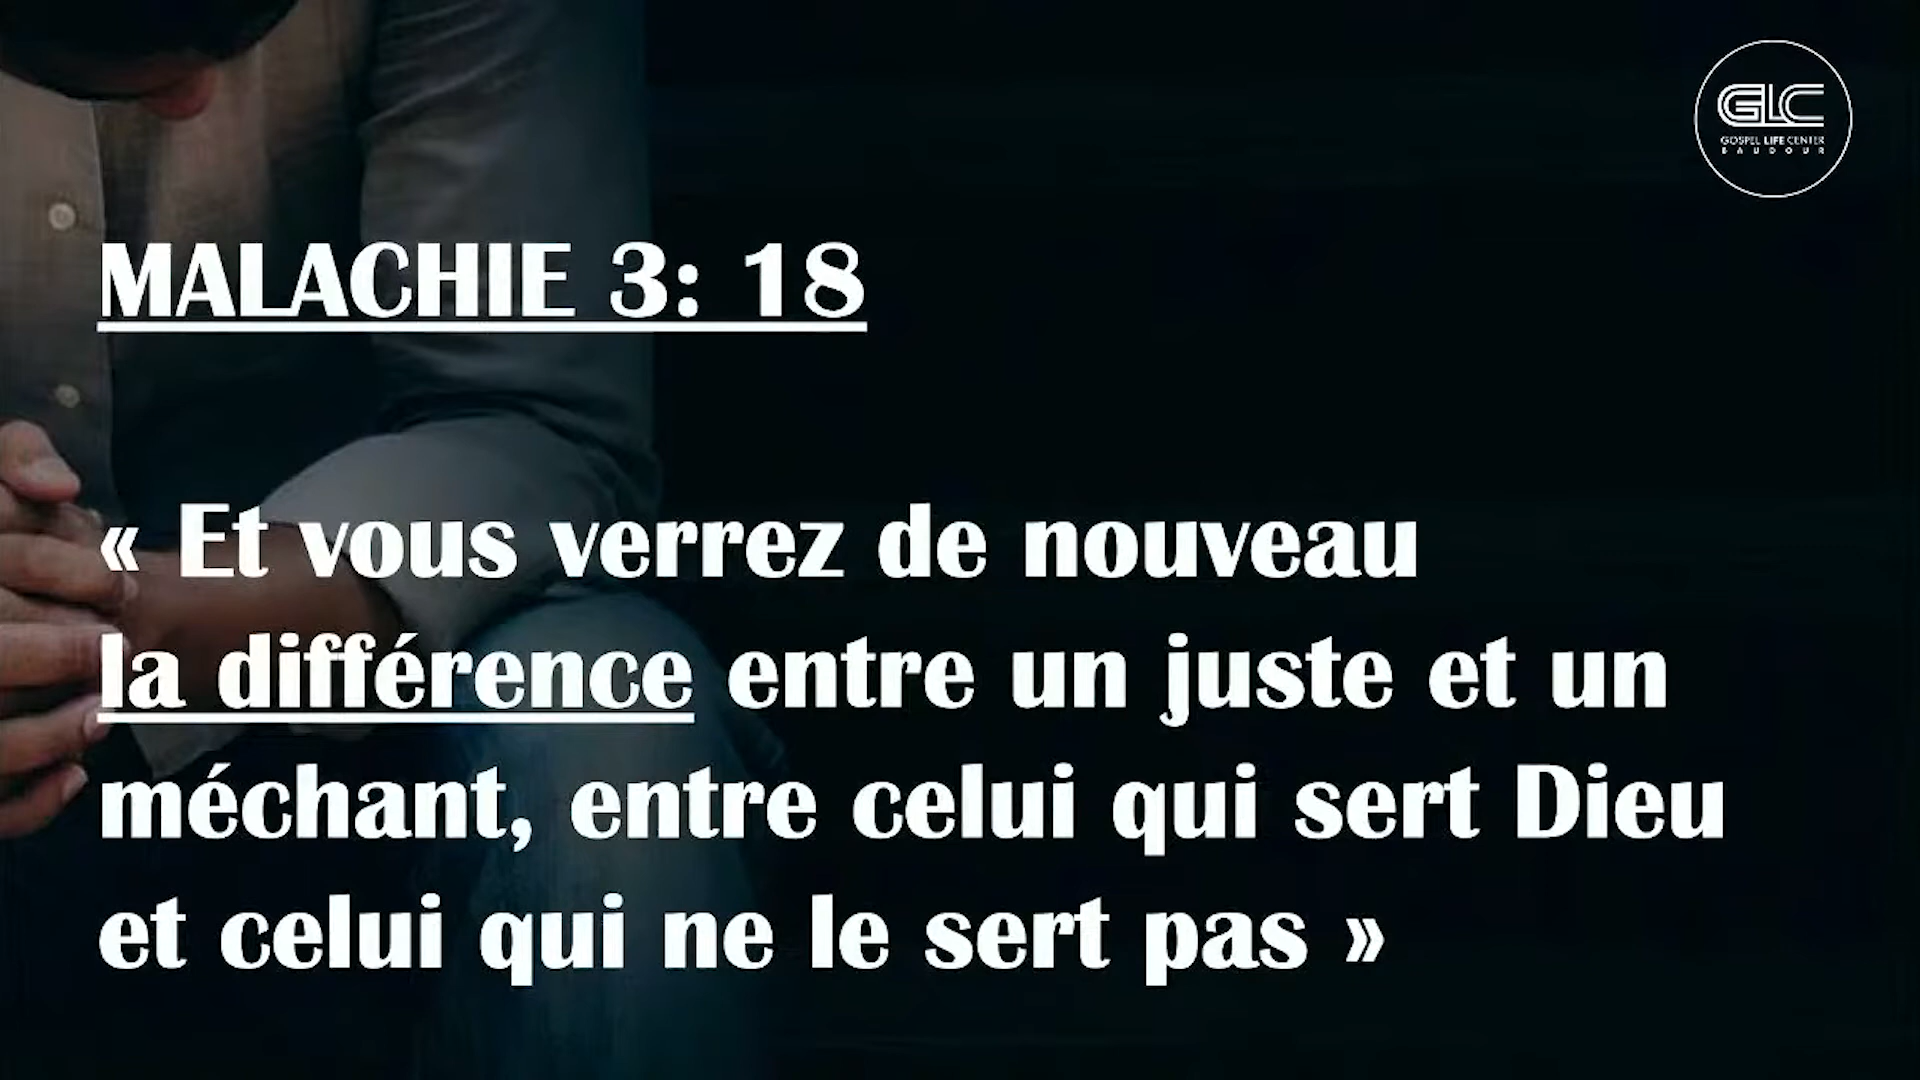 GLC
GOSPEL LIFE CENTER
BAUDOUR
MALACHIE 3: 18
« Et vous verrez de nouveau
la différence entre un juste et un
méchant, entre celui qui sert Dieu
et celui qui ne le sert pas »